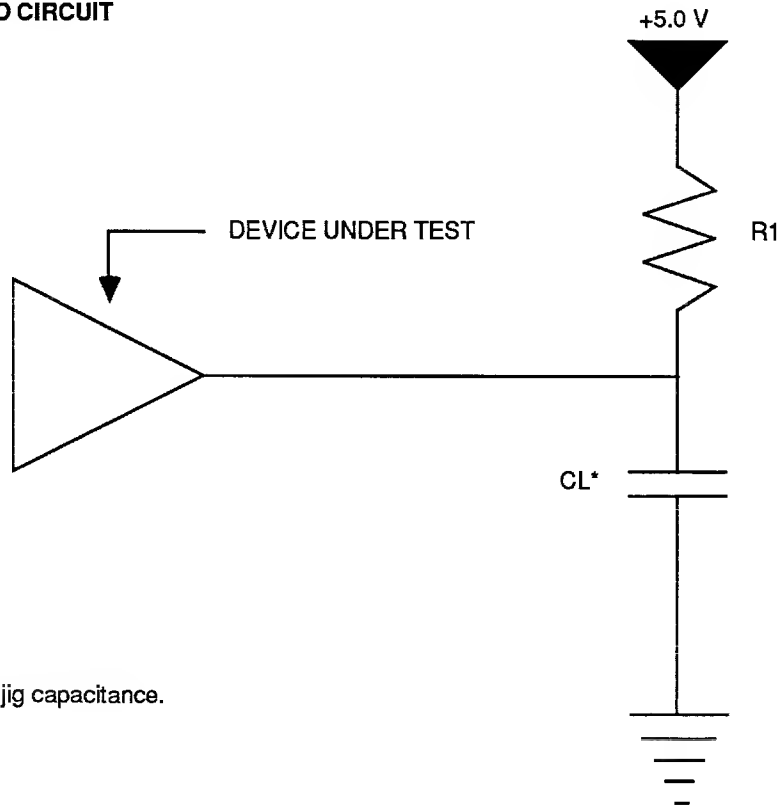 CIRCUIT
+5.0 V
DEVICE UNDER TEST
R1
CL*
jig capacitance.